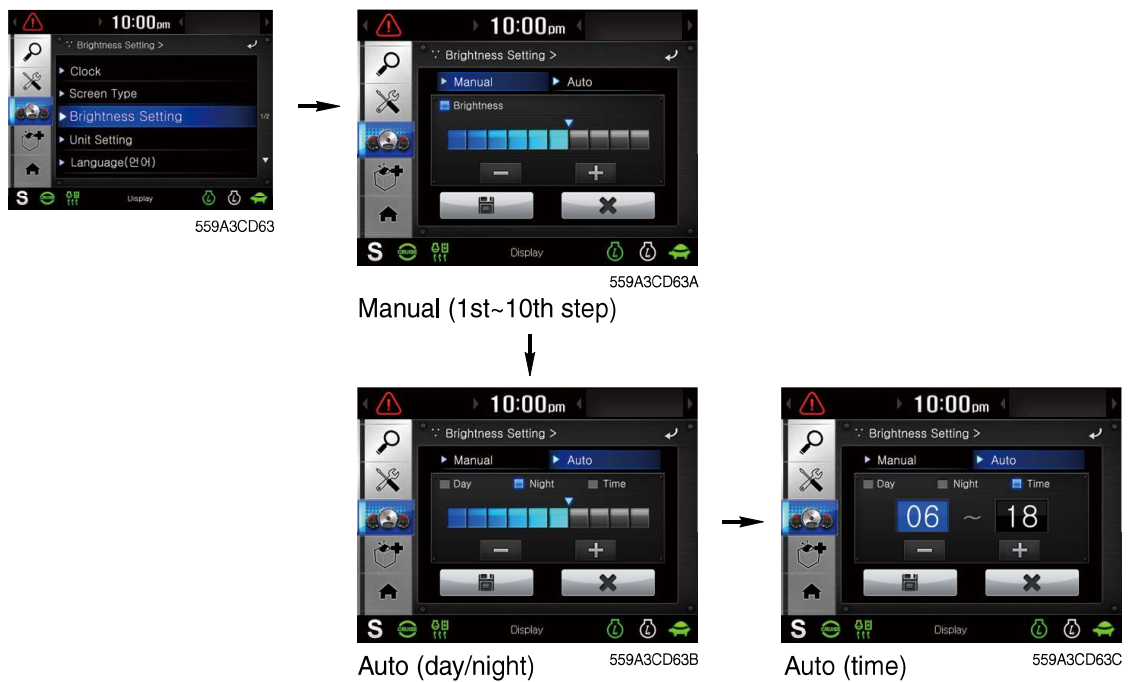 10:00pm
Brightness Setting >
Clock
Screen Type
Brightness Setting
1/2
Unit Setting
Language(언어)
S CRUISE Display L L
559A3CD63
10:00pm
Brightness Setting >
Manual Auto
Brightness
S CRUISE Display L L
559A3CD63A
Manual (1st~10th step)
10:00pm
Brightness Setting >
Manual Auto
Day Night Time
S CRUISE Display L L
559A3CD63B
Auto (day/night)
10:00pm
Brightness Setting >
Manual Auto
Day Night Time
06 ~ 18
S CRUISE Display L L
559A3CD63C
Auto (time)